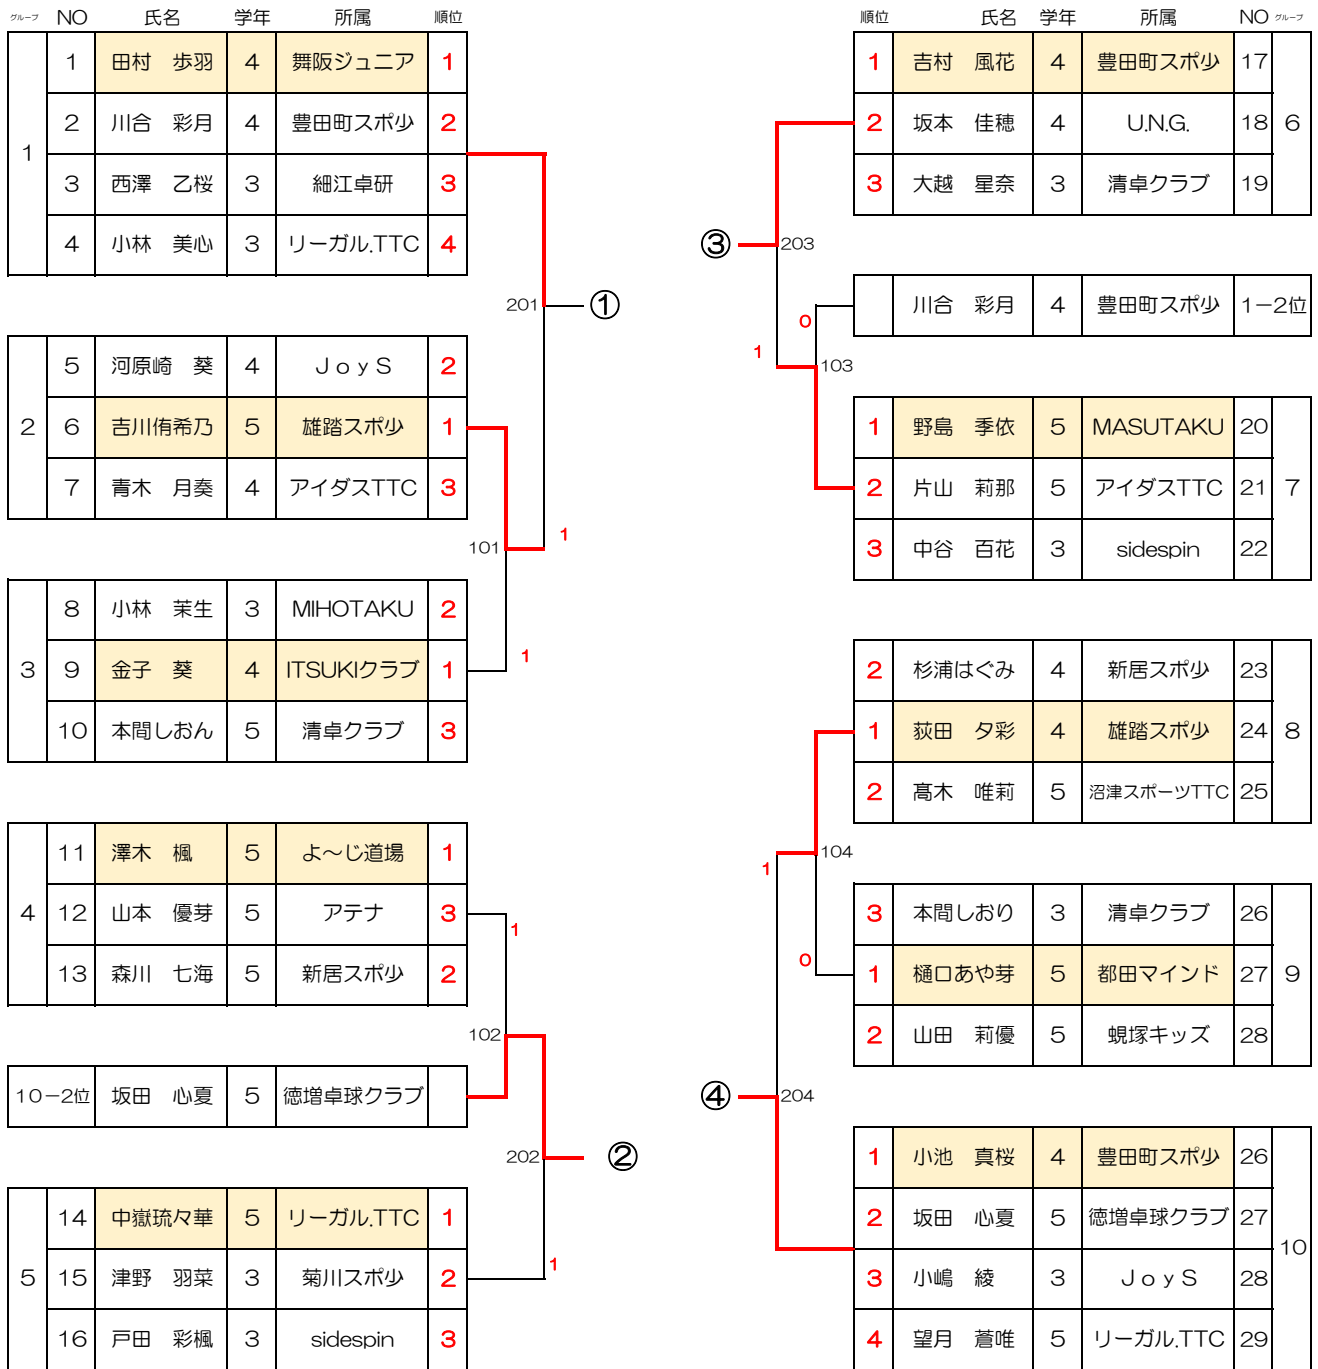 グループ NO 氏名 学年 所属 順位
1
1 田村 歩羽 4 舞阪ジュニア 1
2 川合 彩月 4 豊田町スポ少 2
3 西澤 乙桜 3 細江卓研 3
4 小林 美心 3 リーガル.TTC 4
201 ①
2
5 河原崎 葵 4 JoyS 2
6 吉川侑希乃 5 雄踏スポ少 1
7 青木 月奏 4 アイダスTTC 3
101 1
3
8 小林 茉生 3 MIHOTAKU 2
9 金子 葵 4 ITSUKIクラブ 1
1
10 本間しおん 5 清卓クラブ 3
4
11 澤木 楓 5 よ~じ道場 1
12 山本 優芽 5 アテナ 3
1
13 森川 七海 5 新居スポ少 2
102
10-2位 坂田 心夏 5 徳増卓球クラブ
202 ②
5
14 中嶽琉々華 5 リーガル.TTC 1
15 津野 羽菜 3 菊川スポ少 2
1
16 戸田 彩楓 3 sidespin 3
順位 氏名 学年 所属 NO グループ
1 吉村 風花 4 豊田町スポ少 17
2 坂本 佳穂 4 U.N.G. 18 6
3 大越 星奈 3 清卓クラブ 19
③ 203
川合 彩月 4 豊田町スポ少 1-2位
0
1 103
1 野島 季依 5 MASUTAKU 20
2 片山 莉那 5 アイダスTTC 21 7
3 中谷 百花 3 sidespin 22
2 杉浦はぐみ 4 新居スポ少 23
1 荻田 夕彩 4 雄踏スポ少 24 8
2 髙木 唯莉 5 沼津スポーツTTC 25
1 104
3 本間しおり 3 清卓クラブ 26
0
1 樋口あや芽 5 都田マインド 27 9
2 山田 莉優 5 蜆塚キッズ 28
④ 204
1 小池 真桜 4 豊田町スポ少 26
2 坂田 心夏 5 徳増卓球クラブ 27
10
3 小嶋 綾 3 JoyS 28
4 望月 蒼唯 5 リーガル.TTC 29